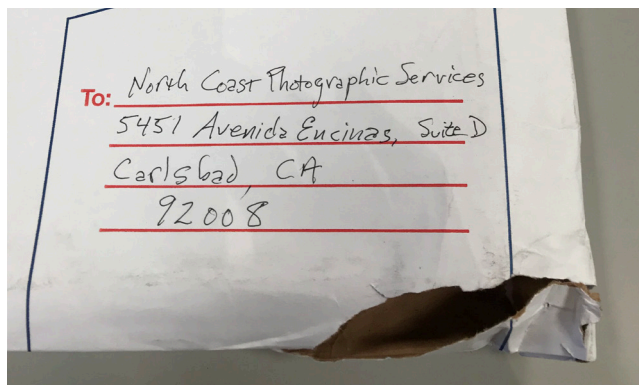 To: North Coast Photographic Services
5451 Avenida Encinas, Suite D
Carlsbad, CA
92008